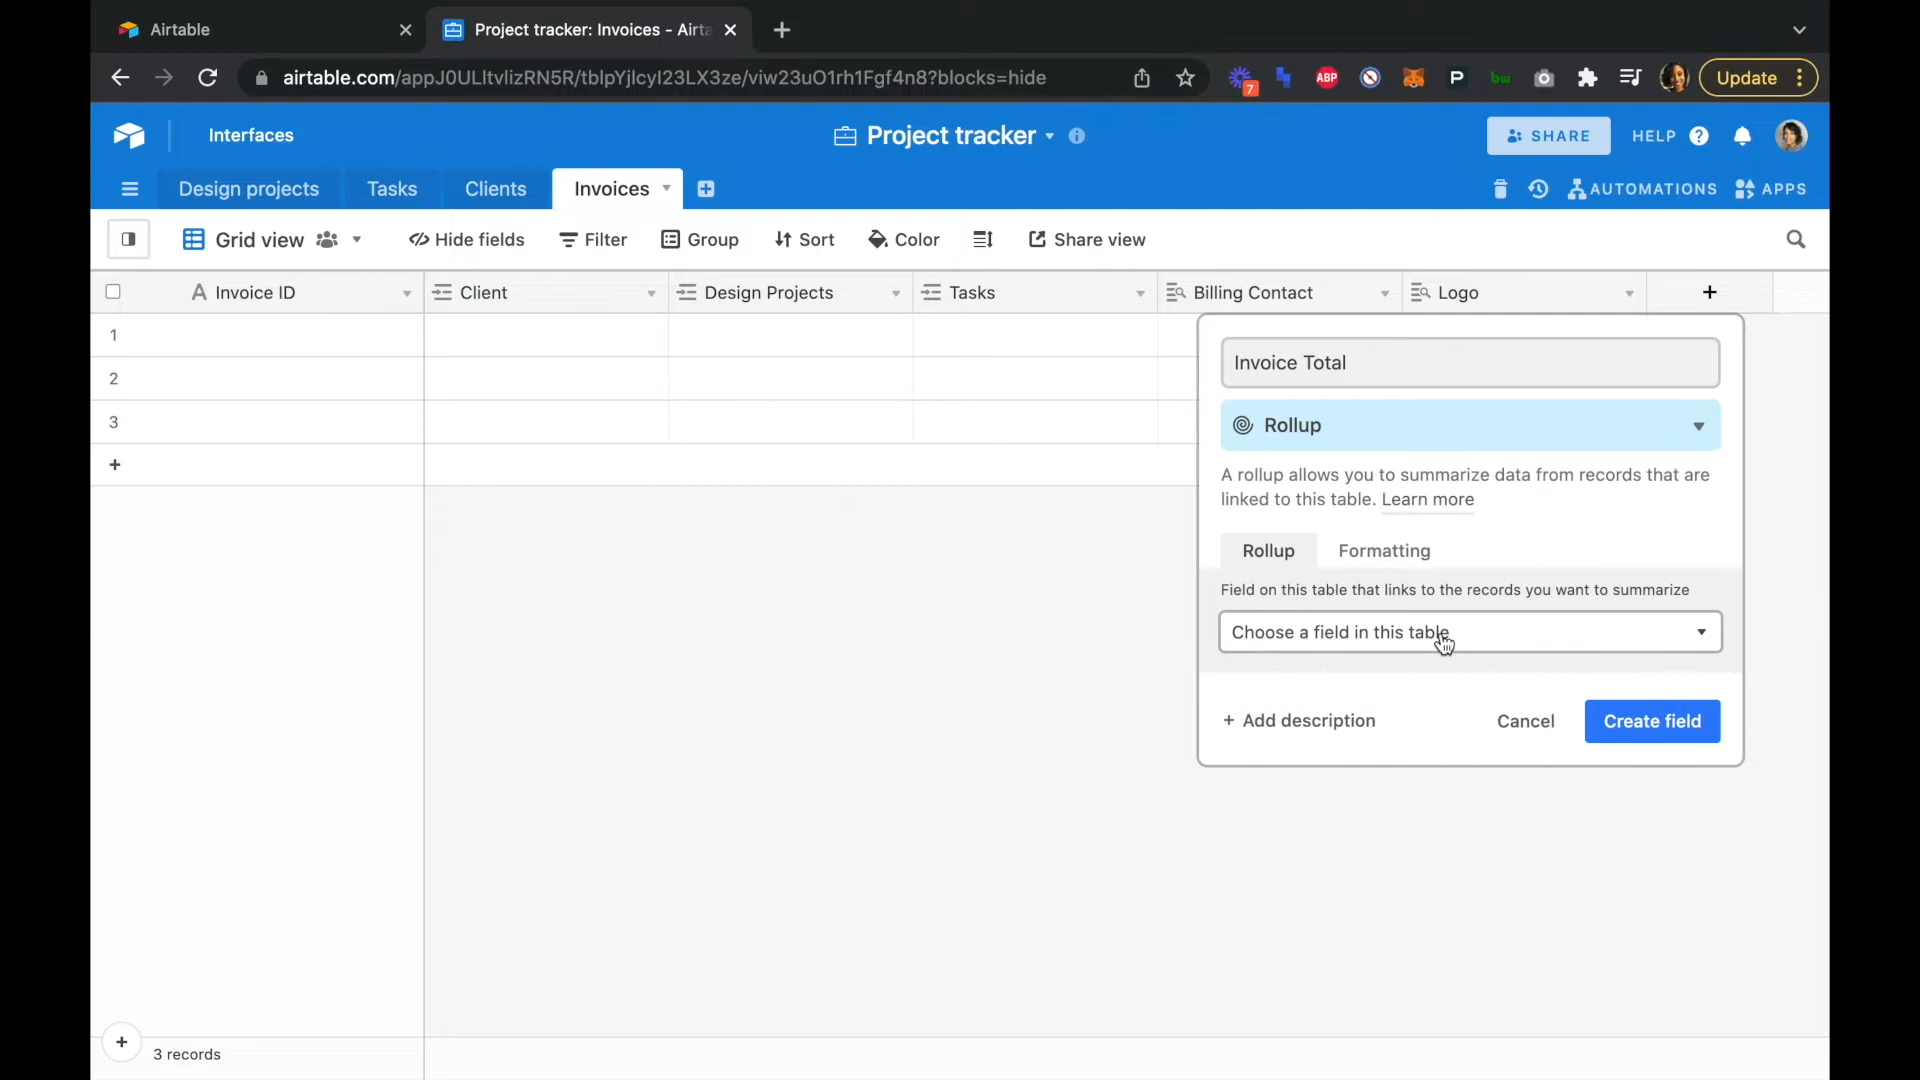 Airtable
Project tracker: Invoices - Airta
airtable.com/appJ0ULltvlizRN5R/tblpYjlcyI23LX3ze/viw23uO1rh1Fgf4n8?blocks=hide
7
ABP
P
bw
Update
Interfaces
Project tracker
SHARE
HELP
Design projects
Tasks
Clients
Invoices
AUTOMATIONS
APPS
Grid view
Hide fields
Filter
Group
Sort
Color
Share view
Invoice ID
Client
Design Projects
Tasks
Billing Contact
Logo
+
1
2
3
+
Invoice Total
Rollup
A rollup allows you to summarize data from records that are
linked to this table. Learn more
Rollup
Formatting
Field on this table that links to the records you want to summarize
Choose a field in this table
+ Add description
Cancel
Create field
+
3 records